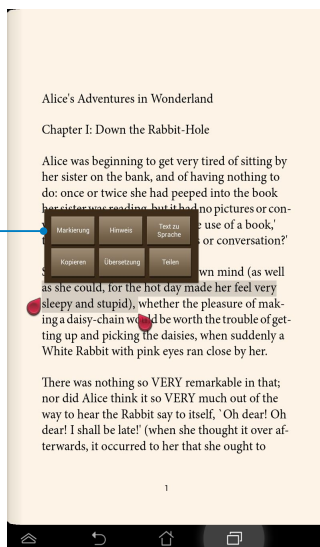 Alice's Adventures in Wonderland
Chapter I: Down the Rabbit-Hole
Alice was beginning to get very tired of sitting by
her sister on the bank, and of having nothing to
do: once or twice she had peeped into the book
her sister was reading, but it had no pictures or con-
use of a book,'
or conversation?'
Markierung Hinweis Text zu Sprache
Kopieren Übersetzung Teilen
mind (as well
as she could, for the hot day made her feel very
sleepy and stupid), whether the pleasure of mak-
ing a daisy-chain would be worth the trouble of get-
ting up and picking the daisies, when suddenly a
White Rabbit with pink eyes ran close by her.
There was nothing so VERY remarkable in that;
nor did Alice think it so VERY much out of the
way to hear the Rabbit say to itself, `Oh dear! Oh
dear! I shall be late!' (when she thought it over af-
terwards, it occurred to her that she ought to
1